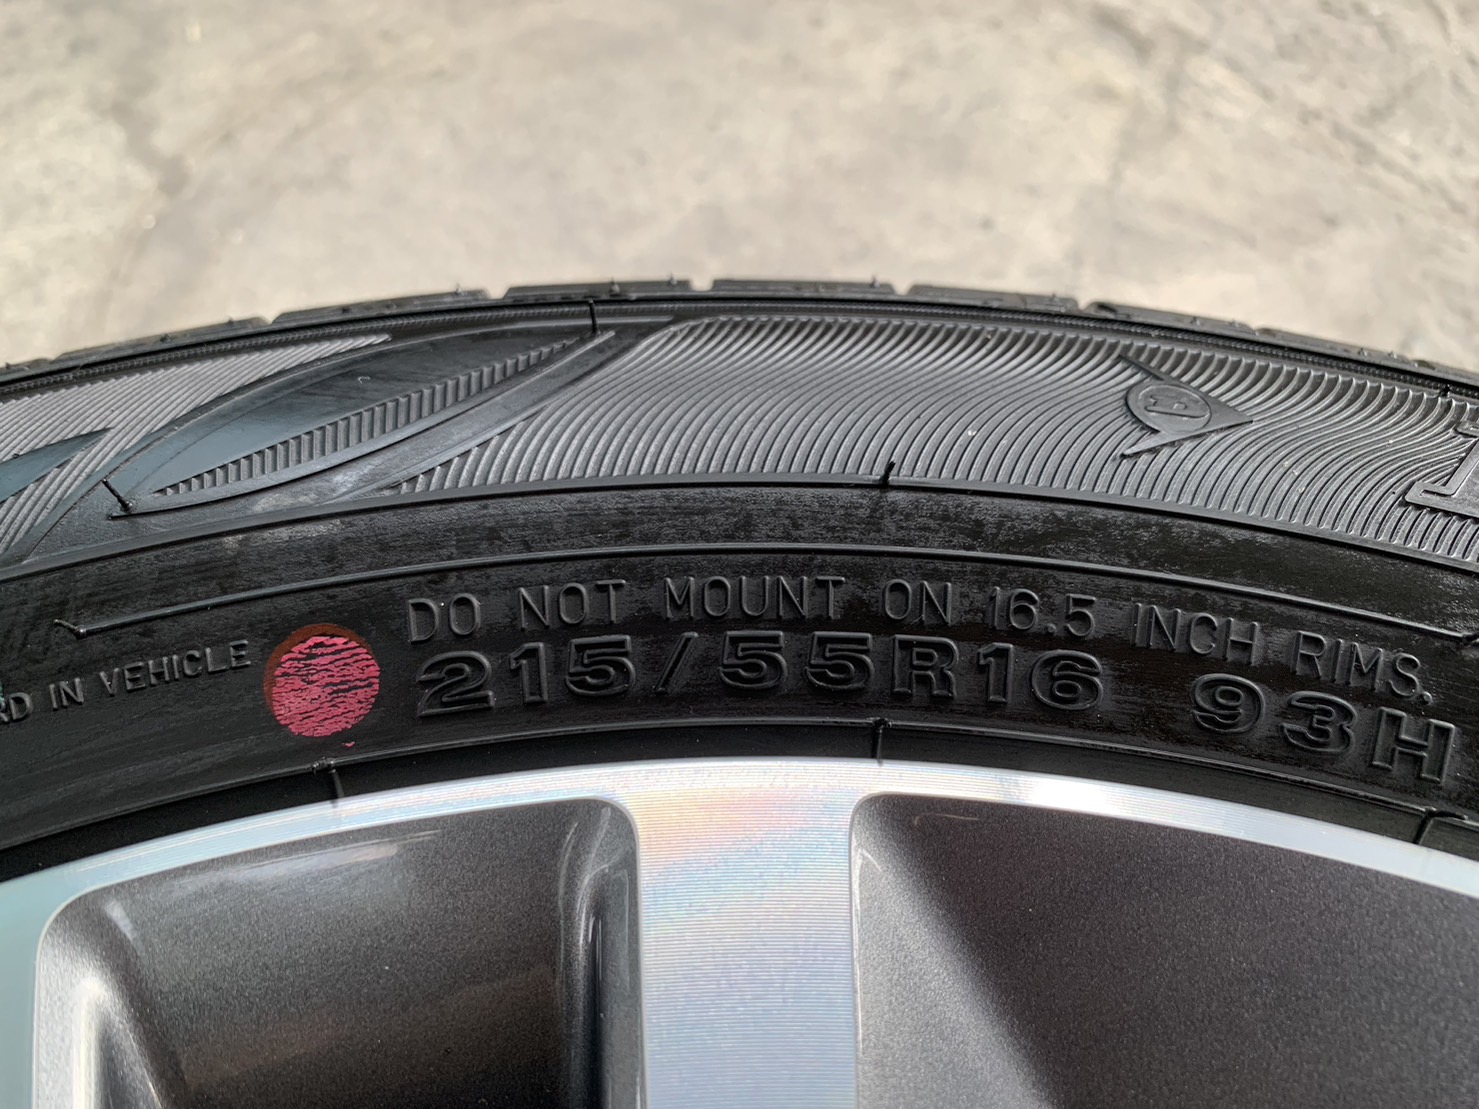 DO NOT MOUNT ON 16.5 INCH RIMS.
IN VEHICLE
215/55R16 93H
D